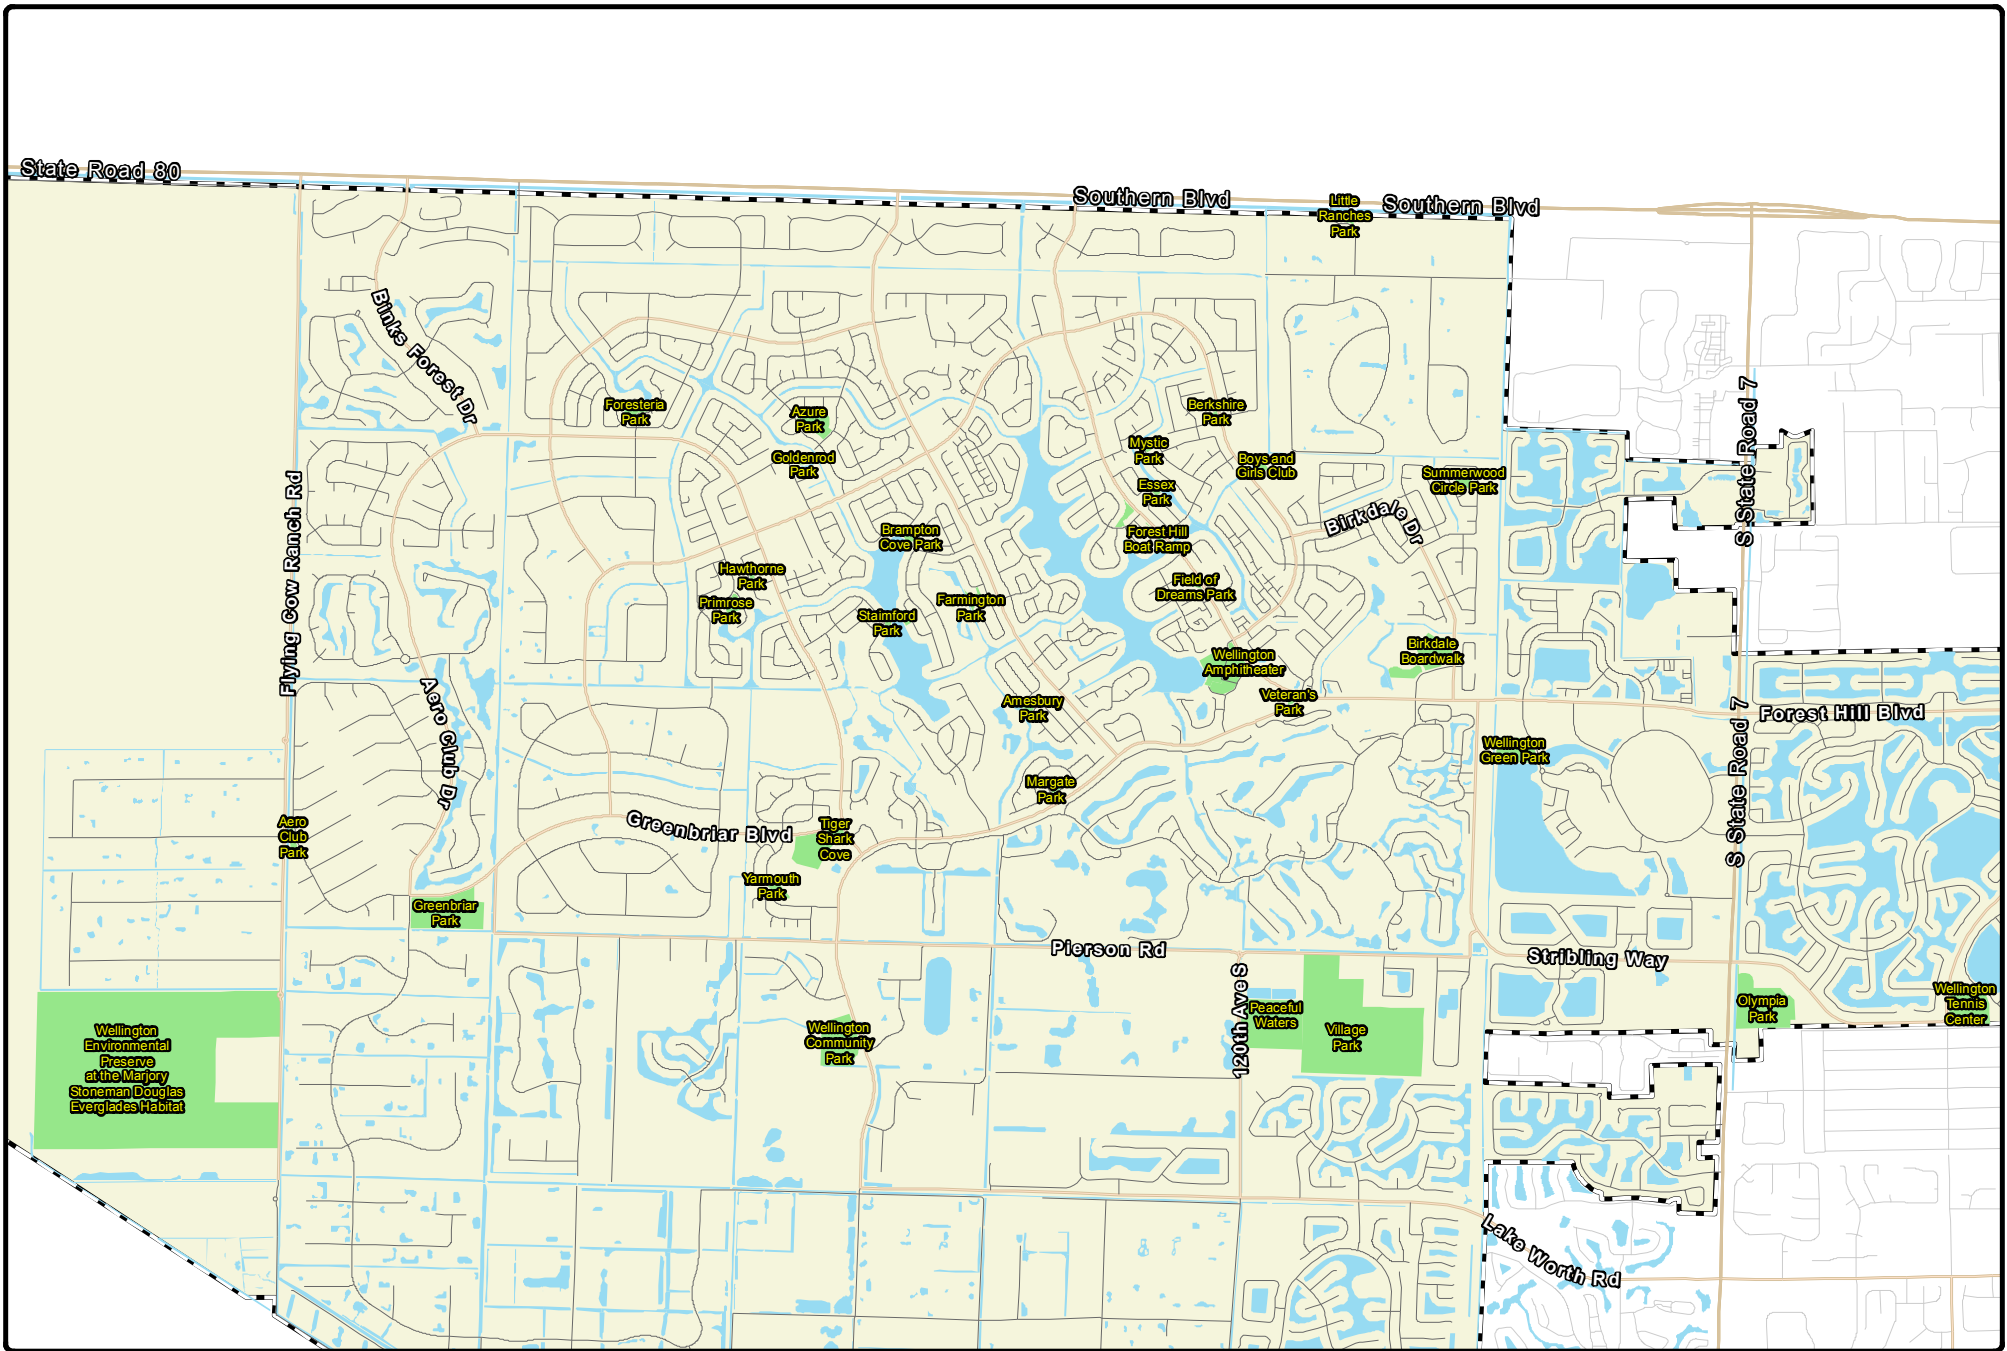 State Road 80
Southern Blvd
Little
Ranches
Park
Southern Blvd
Binks Forest Dr
Foresteria
Park
Azure
Park
Goldenrod
Park
Berkshire
Park
Mystic
Park
Boys and
Girls Club
Essex
Park
Summerwood
Circle Park
S State Road 7
Flying Cow Ranch Rd
Birkdale Dr
Brampton
Cove Park
Forest Hill
Boat Ramp
Hawthorne
Park
Primrose
Park
Field of
Dreams Park
Farmington
Park
Staimford
Park
Birkdale
Boardwalk
Wellington
Amphitheater
Veteran's
Park
Amesbury
Park
Aero Club Dr
Forest Hill Blvd
S State Road 7
Wellington
Green Park
Margate
Park
Greenbriar Blvd
Tiger
Shark
Cove
Aero
Club
Park
Yarmouth
Park
Greenbriar
Park
Pierson Rd
Stribling Way
120th Ave S
Peaceful
Waters
Village
Park
Olympia
Park
Wellington
Tennis
Center
Wellington
Community
Park
Wellington
Environmental
Preserve
at the Marjory
Stoneman Douglas
Everglades Habitat
Lake Worth Rd